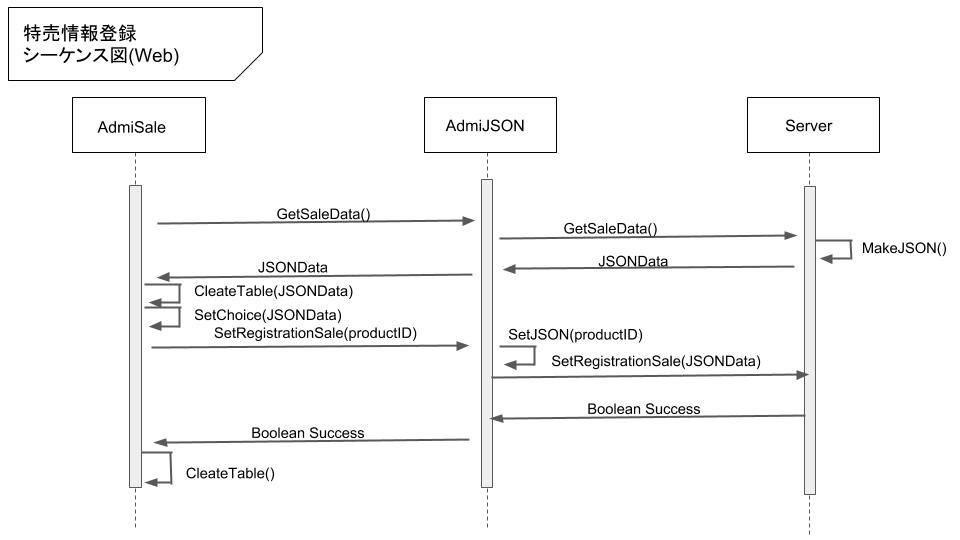 特売情報登録
シーケンス図(Web)
AdmiSale
AdmiJSON
Server
GetSaleData()
GetSaleData()
MakeJSON()
JSONData
JSONData
CleateTable(JSONData)
SetChoice(JSONData)
SetRegistrationSale(productID)
SetJSON(productID)
SetRegistrationSale(JSONData)
Boolean Success
Boolean Success
CleateTable()